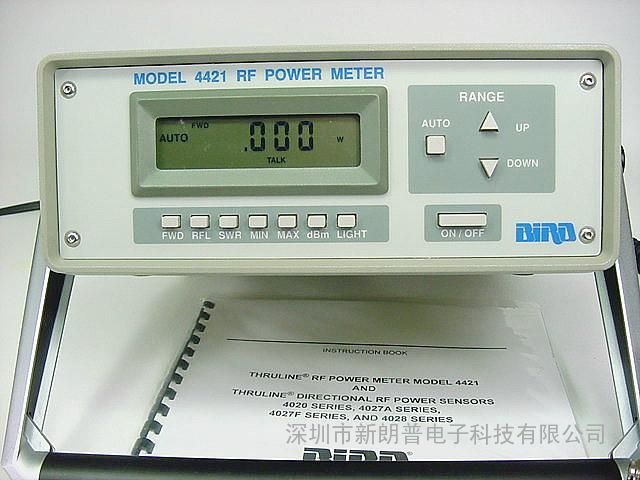 MODEL 4421 RF POWER METER
FWD
AUTO
.000
W
TALK
RANGE
AUTO
UP
DOWN
FWD RFL SWR MIN MAX dBm LIGHT
ON / OFF
BIRD
INSTRUCTION BOOK
THRULINE® RF POWER METER MODEL 4421
AND
THRULINE® DIRECTIONAL RF POWER SENSORS
4020 SERIES, 4027A SERIES,
4027F SERIES, AND 4028 SERIES
深圳市新朗普电子科技有限公司
BIRD